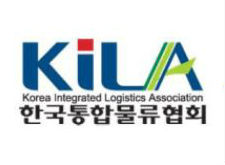 KiLA
Korea Integrated Logistics Association
한국통합물류협회